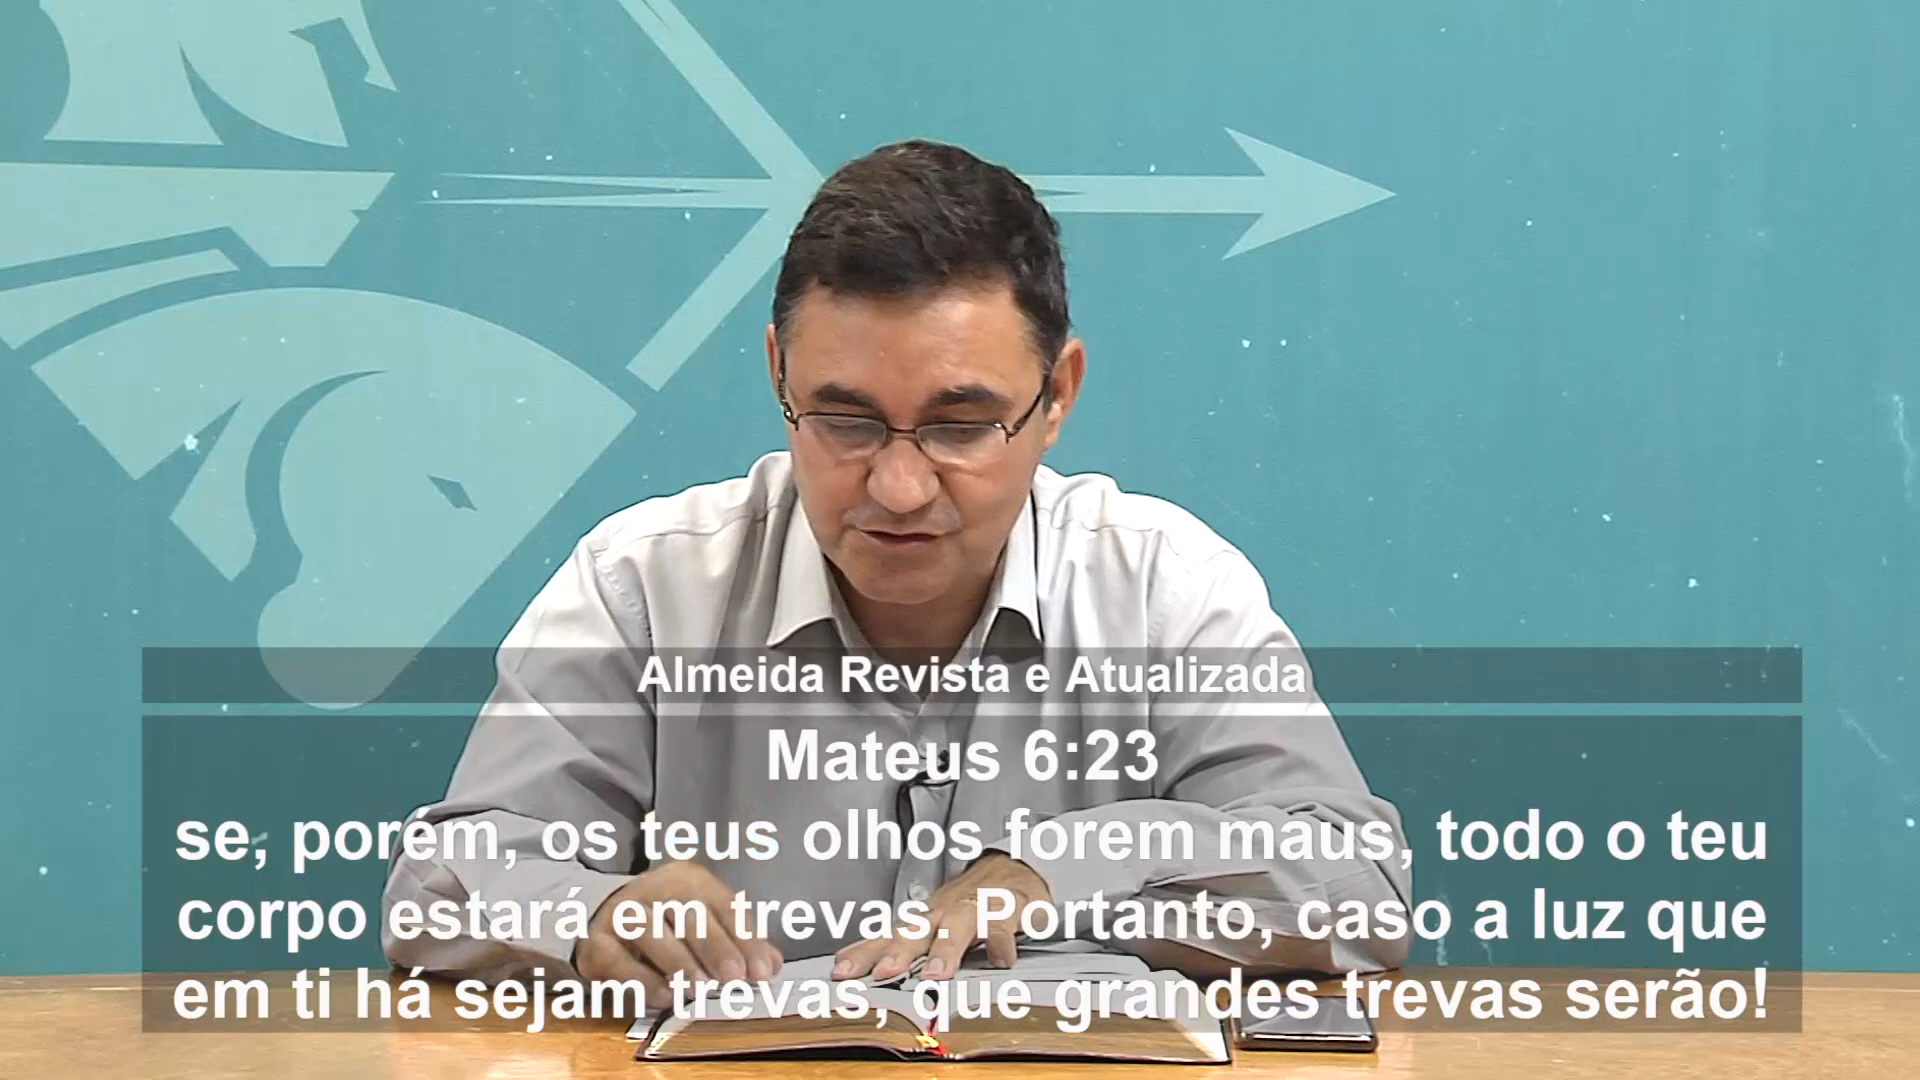 Almeida Revista e Atualizada
Mateus 6:23
se, porém, os teus olhos forem maus, todo o teu
corpo estará em trevas. Portanto, caso a luz que
em ti há sejam trevas, que grandes trevas serão!